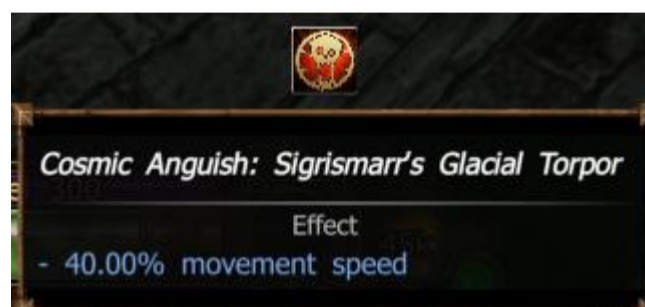 Cosmic Anguish: Sigrismarr's Glacial Torpor
Effect
- 40.00% movement speed